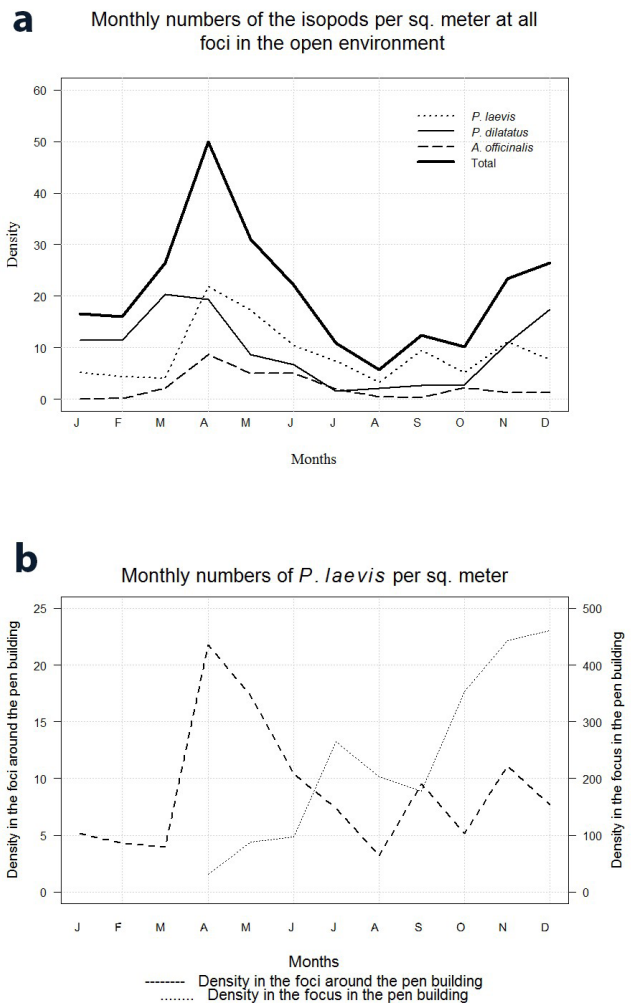 a
Monthly numbers of the isopods per sq. meter at all
foci in the open environment
60
50
40
30
20
10
0
Density
P. laevis
P. dilatatus
A. officinalis
Total
J F M A M J J A S O N D
Months
b
Monthly numbers of P. laevis per sq. meter
25
20
15
10
5
0
Density in the foci around the pen building
500
400
300
200
100
0
Density in the focus in the pen building
J F M A M J J A S O N D
Months
Density in the foci around the pen building
Density in the focus in the pen building